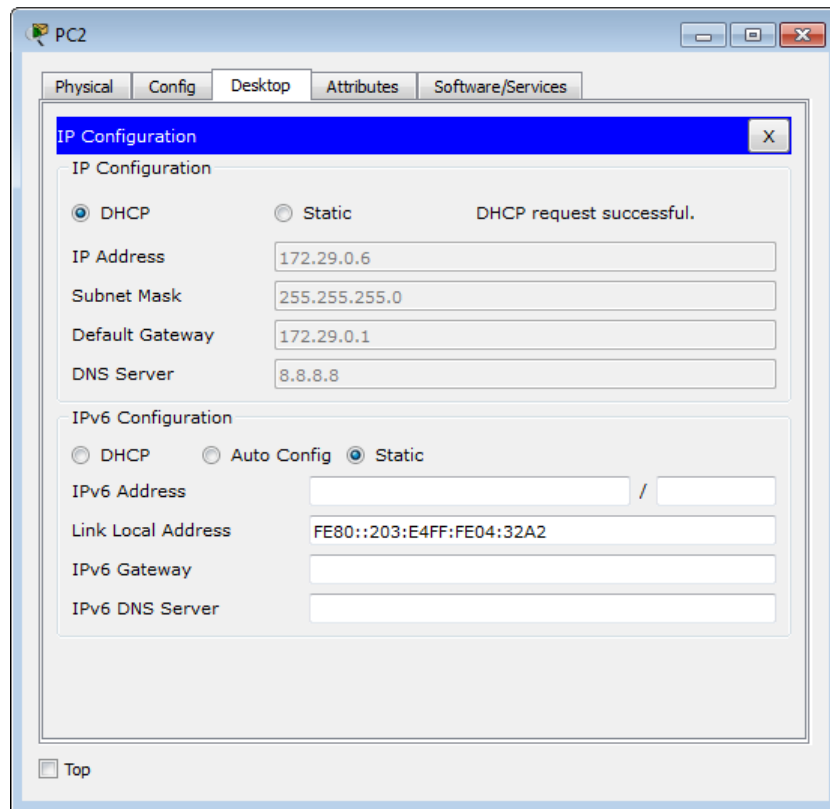 PC2
Physical Config Desktop Attributes Software/Services
IP Configuration X
IP Configuration
DHCP Static DHCP request successful.
IP Address 172.29.0.6
Subnet Mask 255.255.255.0
Default Gateway 172.29.0.1
DNS Server 8.8.8.8
IPv6 Configuration
DHCP Auto Config Static
IPv6 Address /
Link Local Address FE80::203:E4FF:FE04:32A2
IPv6 Gateway
IPv6 DNS Server
Top